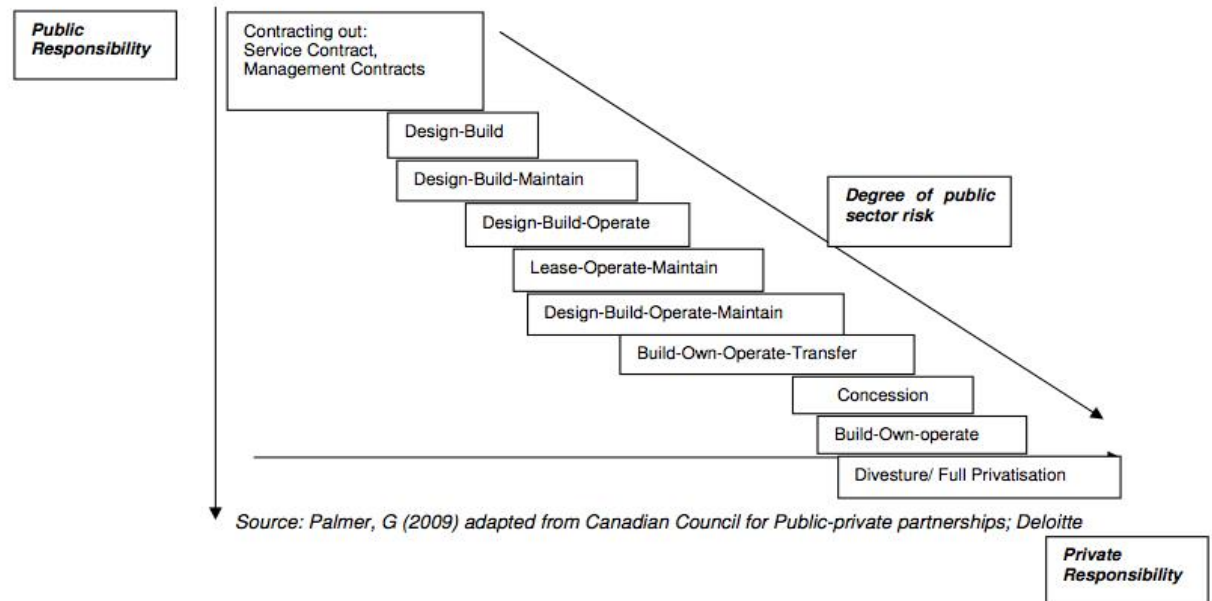 Public
Responsibility
Contracting out:
Service Contract,
Management Contracts
Design-Build
Design-Build-Maintain
Degree of public
sector risk
Design-Build-Operate
Lease-Operate-Maintain
Design-Build-Operate-Maintain
Build-Own-Operate-Transfer
Concession
Build-Own-operate
Divesture/ Full Privatisation
Source: Palmer, G (2009) adapted from Canadian Council for Public-private partnerships; Deloitte
Private
Responsibility